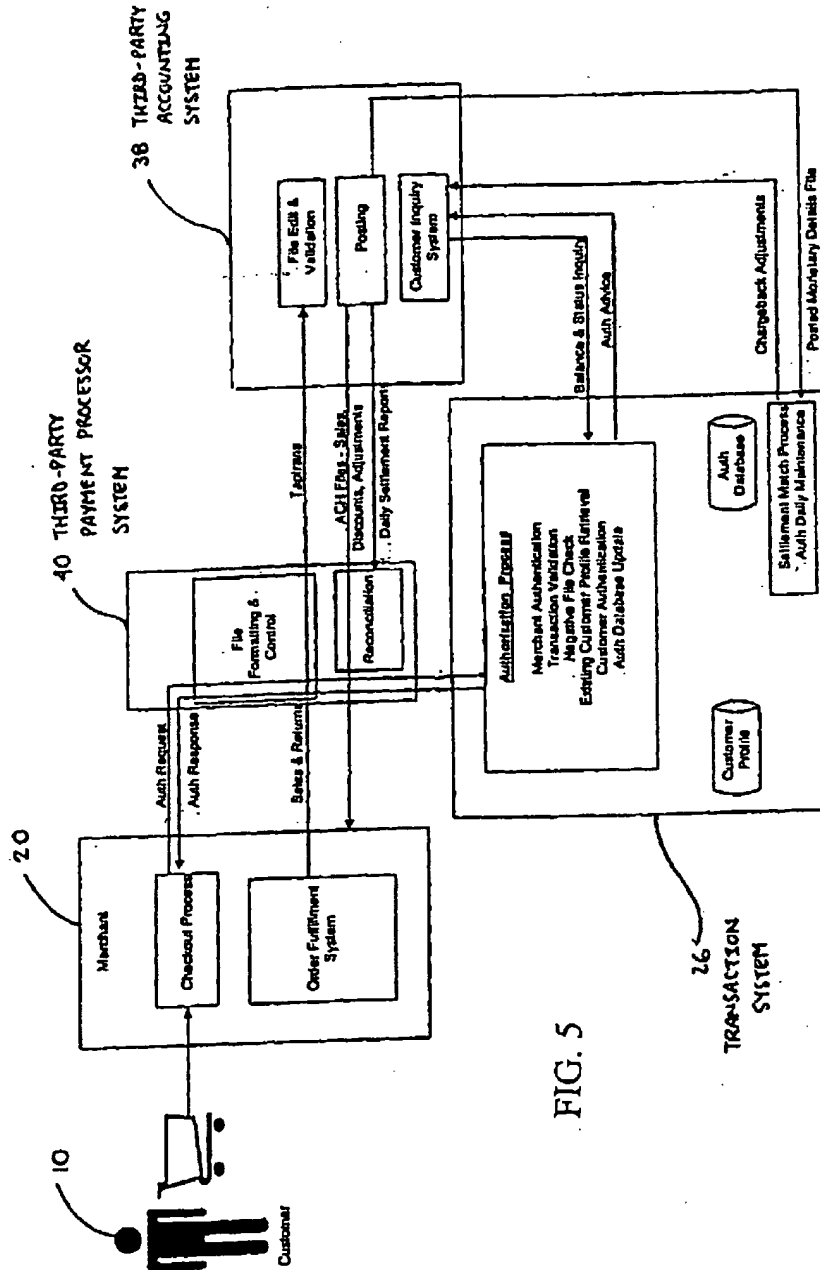 10
Customer
20
Merchant
Checkout Process
Order Fulfillment
System
Auth Request
Auth Response
Sales & Returns
40 THIRD-PARTY
PAYMENT PROCESSOR
SYSTEM
File
Formatting &
Control
Reconciliation
Taptrans
ACH Files - Sales,
Discounts, Adjustments
Daily Settlement Reports
38 THIRD-PARTY
ACCOUNTING
SYSTEM
File Edit &
Validation
Posting
Customer Inquiry
System
Balance & Status Inquiry
Auth Advice
Chargeback Adjustments
Posted Monetary Details File
Authorization Process
Merchant Authentication
Transaction Validation
Negative File Check
Existing Customer Profile Retrieval
Customer Authentication
Auth Database Update
Customer
Profile
Auth
Database
Settlement Match Process
Auth Daily Maintenance
26
TRANSACTION
SYSTEM
FIG. 5